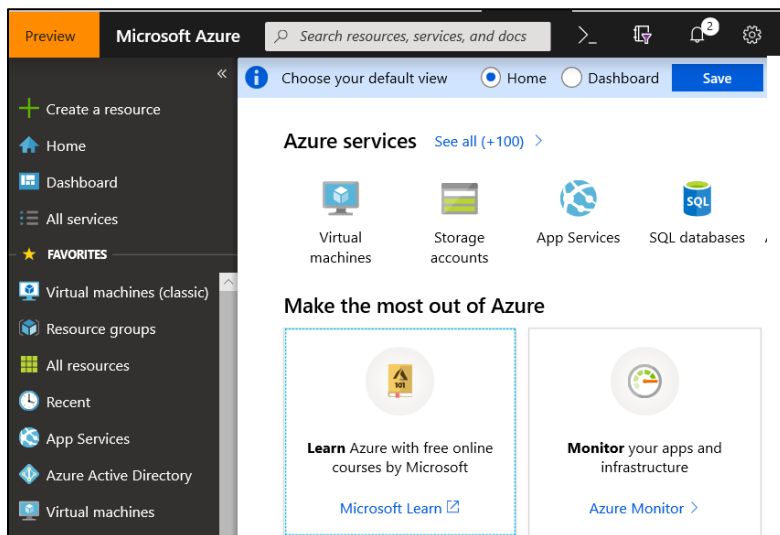 Preview
Microsoft Azure
Search resources, services, and docs
>_
2
«
Create a resource
Home
Dashboard
All services
FAVORITES
Virtual machines (classic)
Resource groups
All resources
Recent
App Services
Azure Active Directory
Virtual machines
Choose your default view
Home
Dashboard
Save
Azure services
See all (+100) >
Virtual
machines
Storage
accounts
App Services
SQL
SQL databases
Make the most out of Azure
101
Learn Azure with free online
courses by Microsoft
Microsoft Learn
Monitor your apps and
infrastructure
Azure Monitor >